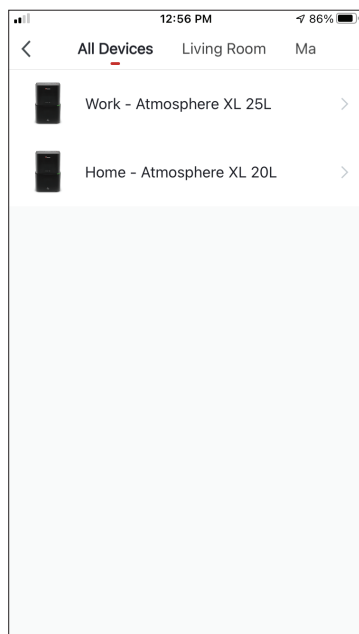 12:56 PM
86%
All Devices Living Room Ma
Work - Atmosphere XL 25L
Home - Atmosphere XL 20L